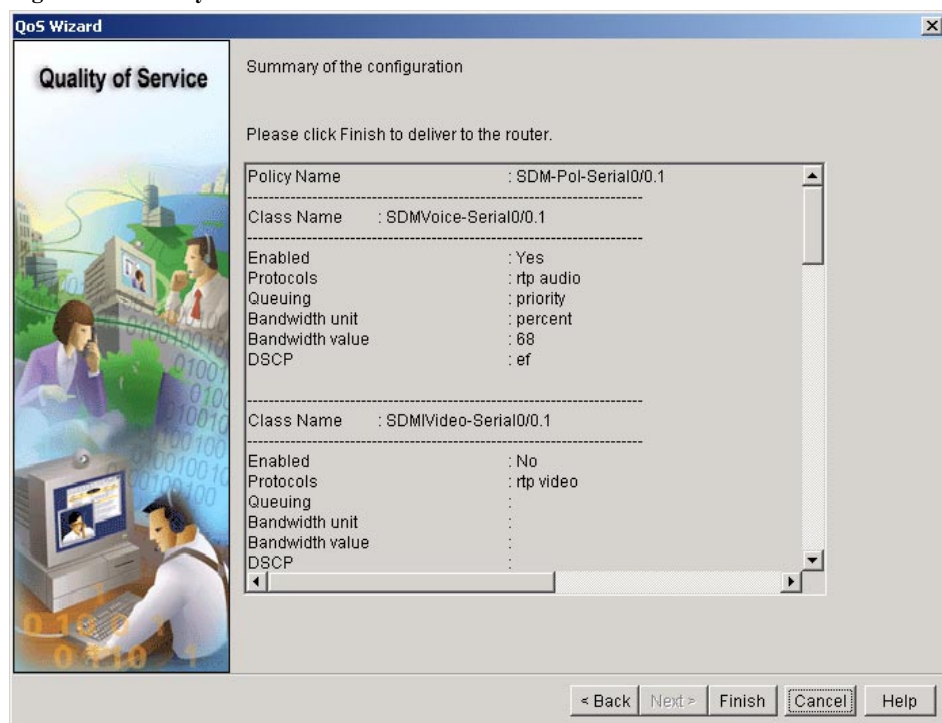 QoS Wizard
Quality of Service
Summary of the configuration
Please click Finish to deliver to the router.
Policy Name : SDM-Pol-Serial0/0.1
Class Name : SDMVoice-Serial0/0.1
Enabled : Yes
Protocols : rtp audio
Queuing : priority
Bandwidth unit : percent
Bandwidth value : 68
DSCP : ef
Class Name : SDMIVideo-Serial0/0.1
Enabled : No
Protocols : rtp video
Queuing :
Bandwidth unit :
Bandwidth value :
DSCP :
< Back Next > Finish Cancel Help